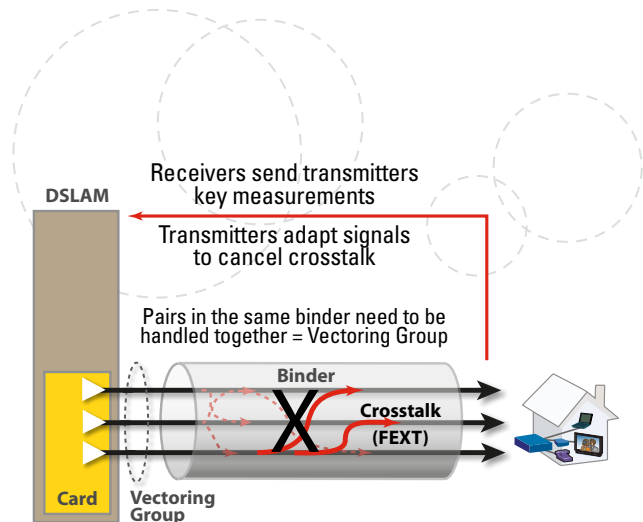 Receivers send transmitters
key measurements
DSLAM
Transmitters adapt signals
to cancel crosstalk
Pairs in the same binder need to be
handled together = Vectoring Group
Binder
Crosstalk
(FEXT)
Card
Vectoring
Group